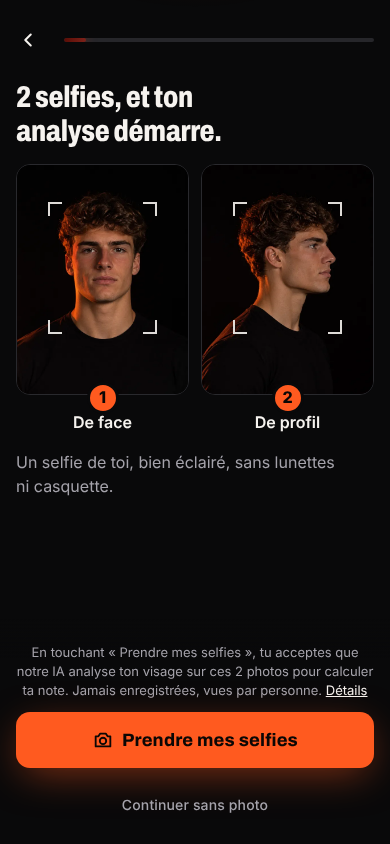 2 selfies, et ton
analyse démarre.
1
De face
2
De profil
Un selfie de toi, bien éclairé, sans lunettes
ni casquette.
En touchant « Prendre mes selfies », tu acceptes que
notre IA analyse ton visage sur ces 2 photos pour calculer
ta note. Jamais enregistrées, vues par personne. Détails
Prendre mes selfies
Continuer sans photo